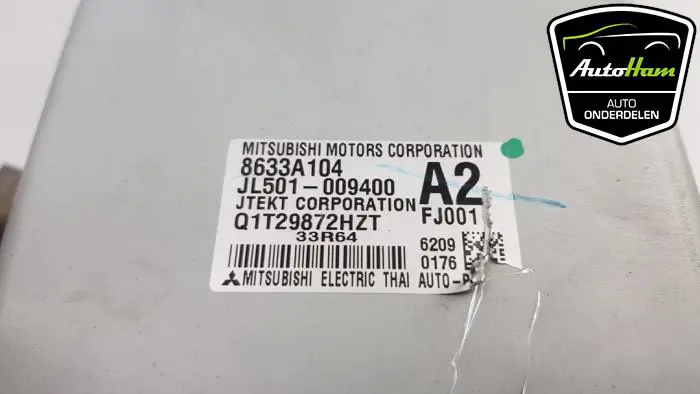 AutoHam
AUTO
ONDERDELEN
MITSUBISHI MOTORS CORPORATION
8633A104
JL501-009400
A2
JTEKT CORPORATION
FJ001
Q1T29872HZT
33R64
6209
0176
MITSUBISHI ELECTRIC THAI AUTO-